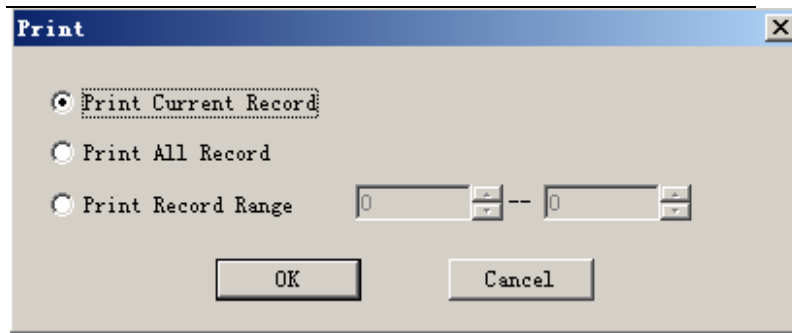 Print
Print Current Record
Print All Record
Print Record Range 0 -- 0
OK Cancel